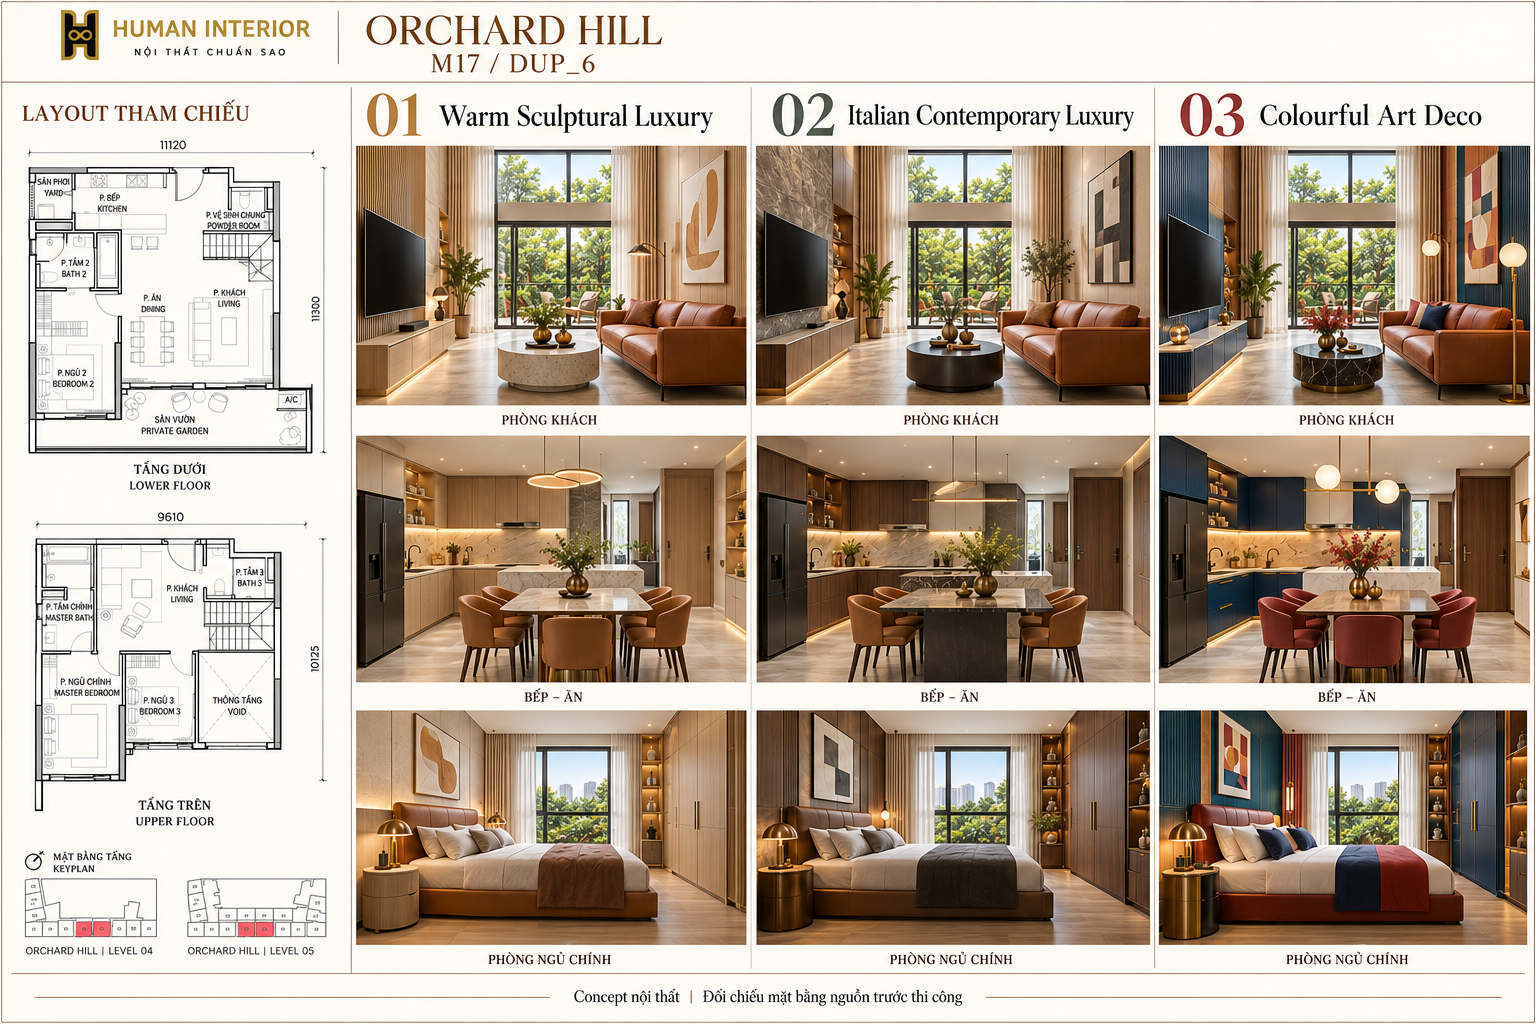 HUMAN INTERIOR
NỘI THẤT CHUẨN SAO
ORCHARD HILL
M17 / DUP_6
LAYOUT THAM CHIẾU
11120
SÂN PHƠI
YARD
P. BẾP
KITCHEN
P. VỆ SINH CHUNG
POWDER ROOM
P. TẮM 2
BATH 2
P. ĂN
DINING
P. KHÁCH
LIVING
11300
P. NGỦ 2
BEDROOM 2
A/C
SÂN VƯỜN
PRIVATE GARDEN
TẦNG DƯỚI
LOWER FLOOR
9610
P. TẮM 3
BATH 3
P. KHÁCH
LIVING
P. TẮM CHÍNH
MASTER BATH
10125
P. NGỦ CHÍNH
MASTER BEDROOM
P. NGỦ 3
BEDROOM 3
THÔNG TẦNG
VOID
TẦNG TRÊN
UPPER FLOOR
MẶT BẰNG TẦNG
KEYPLAN
ORCHARD HILL | LEVEL 04
ORCHARD HILL | LEVEL 05
01 Warm Sculptural Luxury
PHÒNG KHÁCH
BẾP – ĂN
PHÒNG NGỦ CHÍNH
02 Italian Contemporary Luxury
PHÒNG KHÁCH
BẾP – ĂN
PHÒNG NGỦ CHÍNH
03 Colourful Art Deco
PHÒNG KHÁCH
BẾP – ĂN
PHÒNG NGỦ CHÍNH
Concept nội thất | Đối chiếu mặt bằng nguồn trước thi công